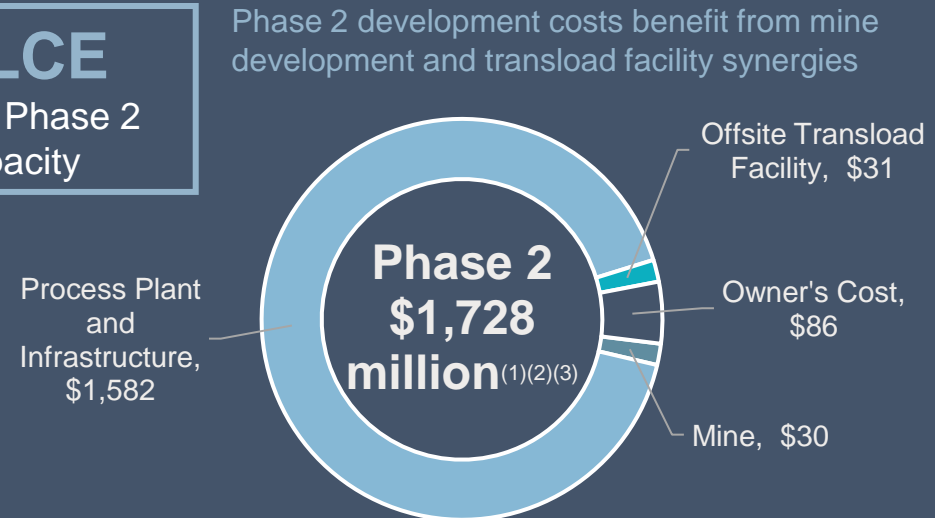 LCE
Phase 2
Phase 2 development costs benefit from mine
development and transload facility synergies
Offsite Transload
Facility, $31
Phase 2
$1,728
million(1)(2)(3)
Process Plant
and
Infrastructure,
$1,582
Owner's Cost,
$86
Mine, $30